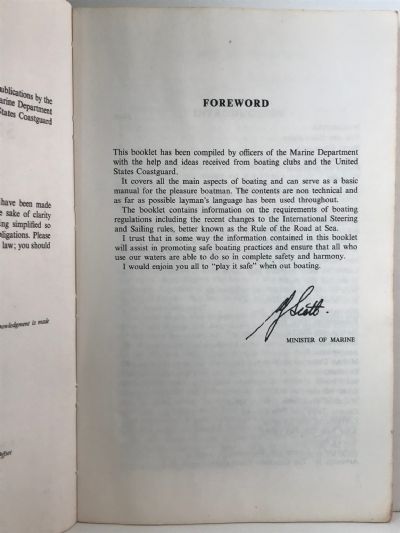 ublications by the
arine Department
States Coastguard
have been made
e sake of clarity
ng simplified so
ligations. Please
law; you should
nowledgment is made
FOREWORD
This booklet has been compiled by officers of the Marine Department
with the help and ideas received from boating clubs and the United
States Coastguard.
It covers all the main aspects of boating and can serve as a basic
manual for the pleasure boatman. The contents are non technical and
as far as possible layman's language has been used throughout.
The booklet contains information on the requirements of boating
regulations including the recent changes to the International Steering
and Sailing rules, better known as the Rule of the Road at Sea.
I trust that in some way the information contained in this booklet
will assist in promoting safe boating practices and ensure that all who
use our waters are able to do so in complete safety and harmony.
I would enjoin you all to "play it safe" when out boating.
Scott.
MINISTER OF MARINE